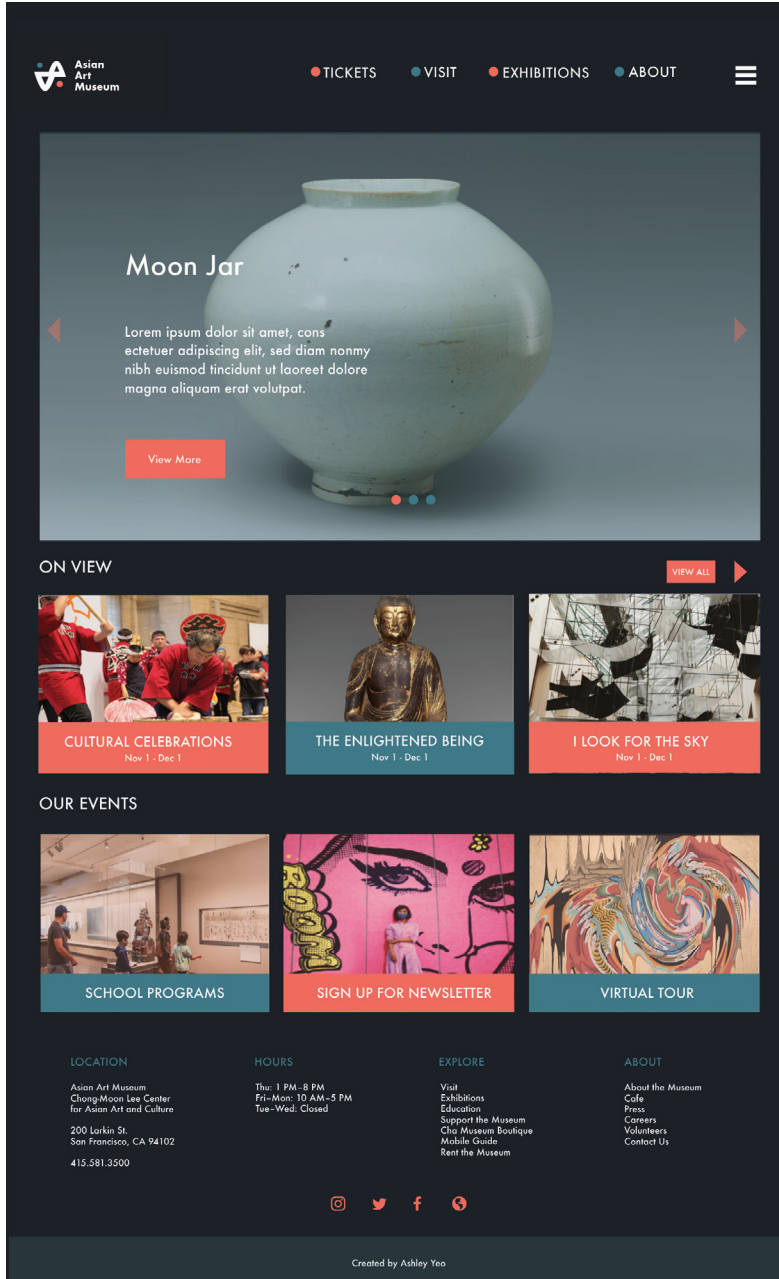 Asian
Art
Museum
TICKETS
VISIT
EXHIBITIONS
ABOUT
Moon Jar
Lorem ipsum dolor sit amet, cons
ectetuer adipiscing elit, sed diam nonmy
nibh euismod tincidunt ut laoreet dolore
magna aliquam erat volutpat.
View More
ON VIEW
VIEW ALL
CULTURAL CELEBRATIONS
Nov 1 - Dec 1
THE ENLIGHTENED BEING
Nov 1 - Dec 1
I LOOK FOR THE SKY
Nov 1 - Dec 1
OUR EVENTS
SCHOOL PROGRAMS
BOOM
SIGN UP FOR NEWSLETTER
VIRTUAL TOUR
LOCATION
Asian Art Museum
Chong-Moon Lee Center
for Asian Art and Culture
200 Larkin St.
San Francisco, CA 94102
415.581.3500
HOURS
Thu: 1 PM–8 PM
Fri–Mon: 10 AM–5 PM
Tue–Wed: Closed
EXPLORE
Visit
Exhibitions
Education
Support the Museum
Cha Museum Boutique
Mobile Guide
Rent the Museum
ABOUT
About the Museum
Cafe
Press
Careers
Volunteers
Contact Us
Created by Ashley Yeo